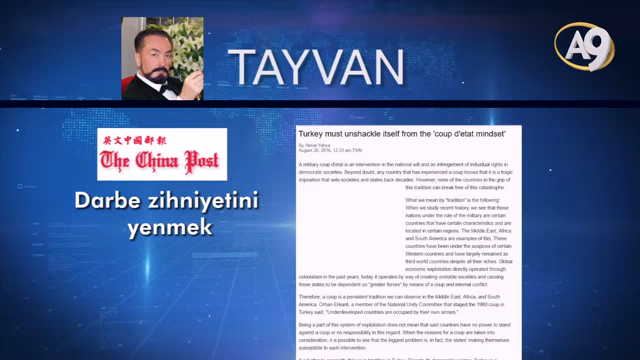 TAYVAN
A9
英文中國郵報
The China Post
Darbe zihniyetini
yenmek
Turkey must unshackle itself from the 'coup d'etat mindset'
By Harun Yahya
August 26, 2016, 12:23 am TWN
A military coup d'état is an intervention in the national will and an infringement of individual rights in
democratic societies. Beyond doubt, any country that has experienced a coup knows that it is a tragic
imposition that sets societies and states back decades. However, none of the countries in the grip of
this tradition can break free of this catastrophe.
What we mean by "tradition" is the following:
When we study recent history, we see that those
nations under the rule of the military are certain
countries that have certain characteristics and are
located in certain regions. The Middle East, Africa
and South America are examples of this. These
countries have been under the auspices of certain
Western countries and have largely remained as
third world countries despite all their riches. Global
economic exploitation directly operated through
colonialism in the past years; today, it operates by way of creating unstable societies and causing
these states to be dependent on "greater forces" by means of a coup and internal conflict.
Therefore, a coup is a persistent tradition we can observe in the Middle East, Africa, and South
America. Orhan Erkanlı, a member of the National Unity Committee that staged the 1960 coup in
Turkey said, "Underdeveloped countries are occupied by their own armies."
Being a part of this system of exploitation does not mean that said countries have no power to stand
against a coup or no responsibility in this regard. When the reasons for a coup are taken into
consideration, it is possible to see that the biggest problem is, in fact, the states' making themselves
susceptible to such intervention.